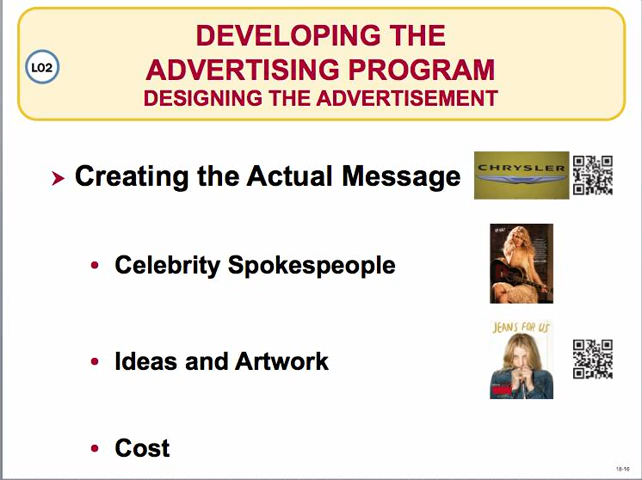 DEVELOPING THE
LO2
ADVERTISING PROGRAM
DESIGNING THE ADVERTISEMENT
Creating the Actual Message
CHRYSLER
Celebrity Spokespeople
JEANS FOR US
Ideas and Artwork
Cost
18-16